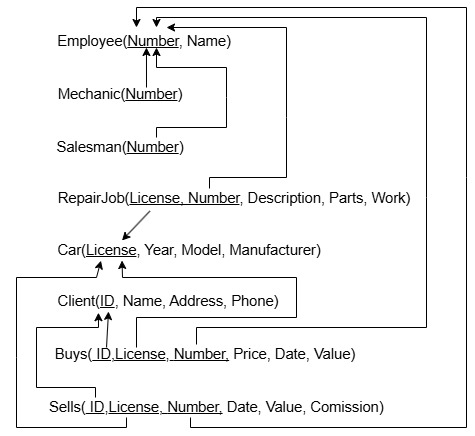 Employee(Number, Name)
Mechanic(Number)
Salesman(Number)
RepairJob(License, Number, Description, Parts, Work)
Car(License, Year, Model, Manufacturer)
Client(ID, Name, Address, Phone)
Buys( ID,License, Number, Price, Date, Value)
Sells( ID,License, Number, Date, Value, Comission)